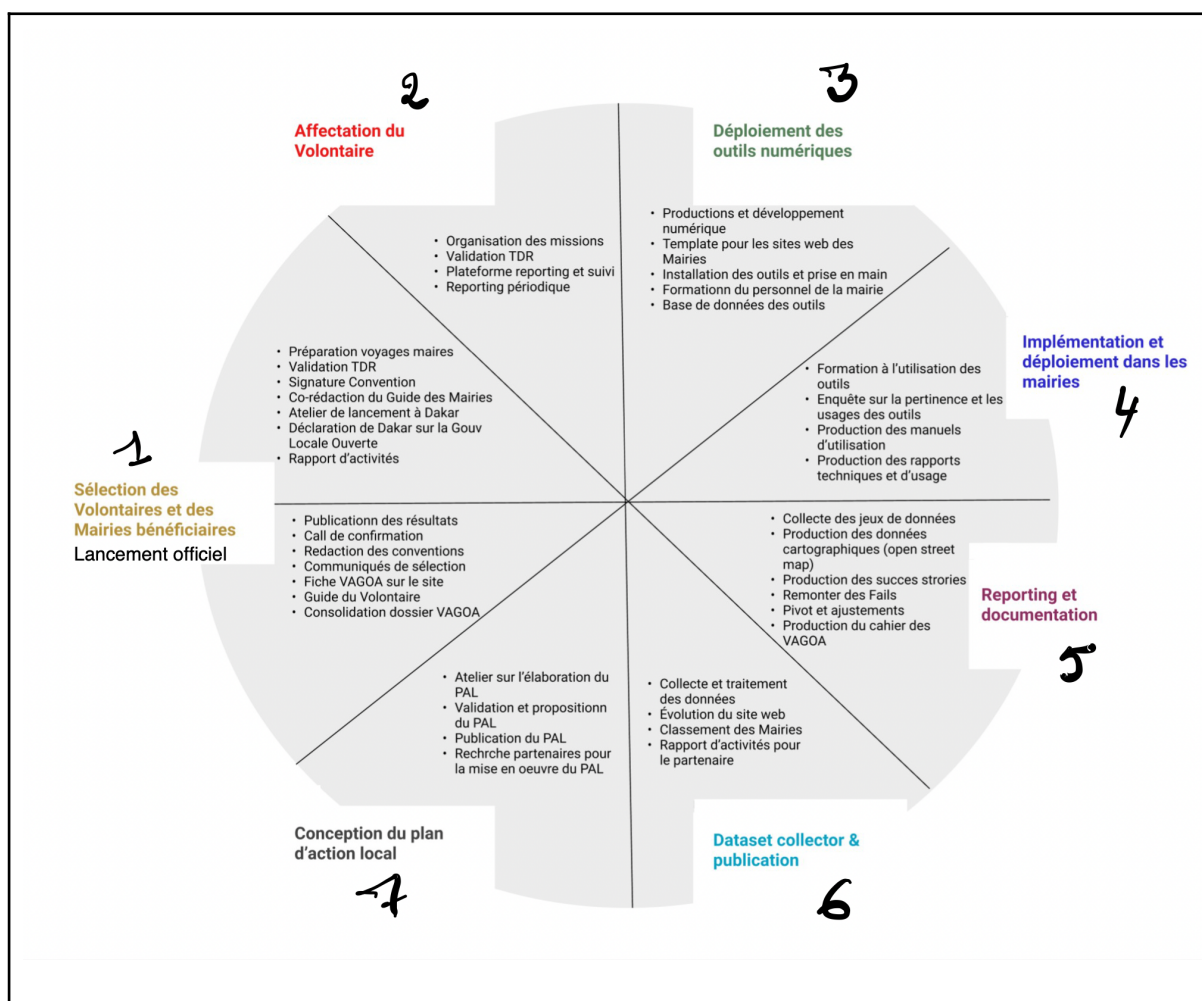 2
Affectation du
Volontaire
3
Déploiement des
outils numériques
• Organisation des missions
• Validation TDR
• Plateforme reporting et suivi
• Reporting périodique
• Productions et développement
numérique
• Template pour les sites web des
Mairies
• Installation des outils et prise en main
• Formationn du personnel de la mairie
• Base de données des outils
• Préparation voyages maires
• Validation TDR
• Signature Convention
• Co-rédaction du Guide des Mairies
• Atelier de lancement à Dakar
• Déclaration de Dakar sur la Gouv
Locale Ouverte
• Rapport d'activités
• Formation à l'utilisation des
outils
• Enquête sur la pertinence et les
usages des outils
• Production des manuels
d'utilisation
• Production des rapports
techniques et d'usage
Implémentation et
déploiement dans les
mairies
4
1
Sélection des
Volontaires et des
Mairies bénéficiaires
Lancement officiel
• Publicationn des résultats
• Call de confirmation
• Redaction des conventions
• Communiqués de sélection
• Fiche VAGOA sur le site
• Guide du Volontaire
• Consolidation dossier VAGOA
• Collecte des jeux de données
• Production des données
cartographiques (open street
map)
• Production des succes strories
• Remonter des Fails
• Pivot et ajustements
• Production du cahier des
VAGOA
Reporting et
documentation
5
• Atelier sur l'élaboration du
PAL
• Validation et propositionn
du PAL
• Publication du PAL
• Rechrche partenaires pour
la mise en oeuvre du PAL
• Collecte et traitement
des données
• Évolution du site web
• Classement des Mairies
• Rapport d'activités pour
le partenaire
Conception du plan
d'action local
7
Dataset collector &
publication
6